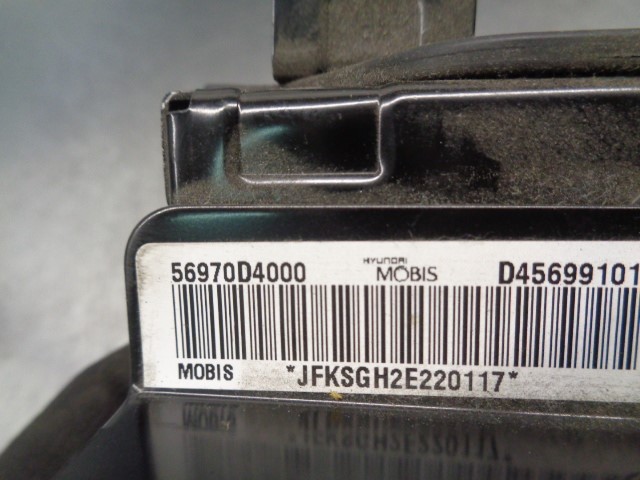 56970D4000 HYUNDAI MOBIS D45699101
MOBIS *JFKSGH2E220117*